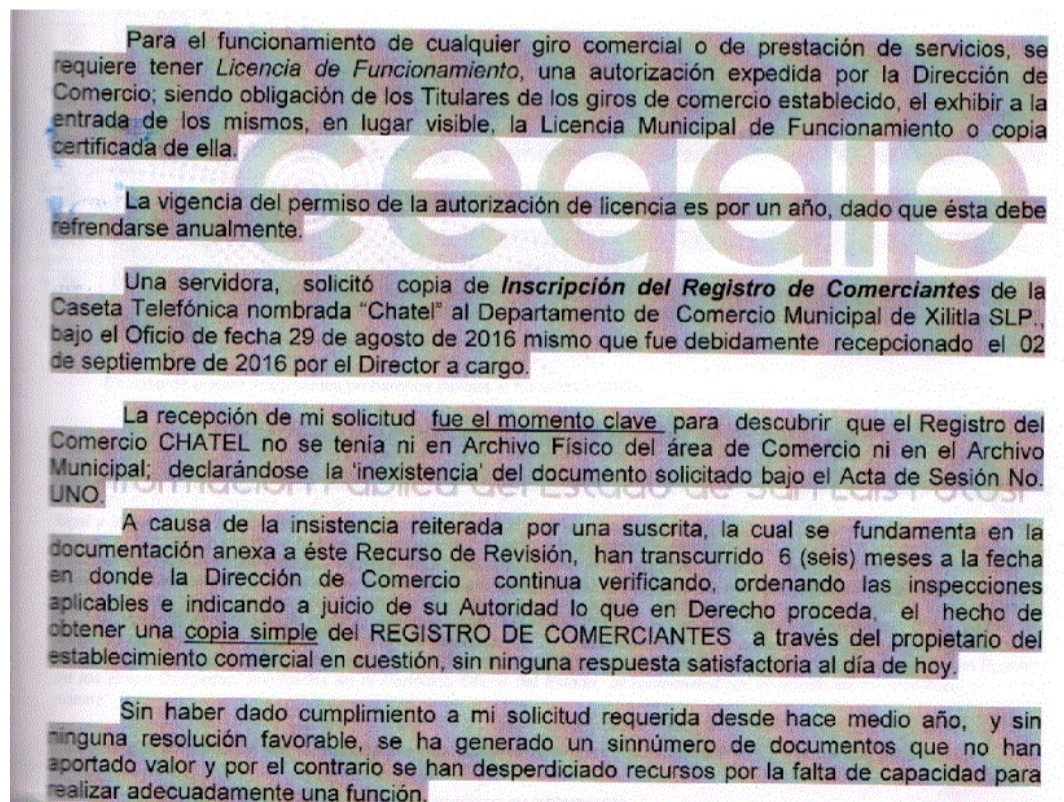 Para el funcionamiento de cualquier giro comercial o de prestación de servicios, se
requiere tener Licencia de Funcionamiento, una autorización expedida por la Dirección de
Comercio; siendo obligación de los Titulares de los giros de comercio establecido, el exhibir a la
entrada de los mismos, en lugar visible, la Licencia Municipal de Funcionamiento o copia
certificada de ella.
cegaip
La vigencia del permiso de la autorización de licencia es por un año, dado que ésta debe
refrendarse anualmente.
Una servidora, solicitó copia de Inscripción del Registro de Comerciantes de la
Caseta Telefónica nombrada “Chatel” al Departamento de Comercio Municipal de Xilitla SLP.,
bajo el Oficio de fecha 29 de agosto de 2016 mismo que fue debidamente recepcionado el 02
de septiembre de 2016 por el Director a cargo.
La recepción de mi solicitud fue el momento clave para descubrir que el Registro del
Comercio CHATEL no se tenía ni en Archivo Físico del área de Comercio ni en el Archivo
Municipal; declarándose la 'inexistencia' del documento solicitado bajo el Acta de Sesión No.
UNO.
Información Pública del Estado de San Luis Potosí
A causa de la insistencia reiterada por una suscrita, la cual se fundamenta en la
documentación anexa a éste Recurso de Revisión, han transcurrido 6 (seis) meses a la fecha
en donde la Dirección de Comercio continua verificando, ordenando las inspecciones
aplicables e indicando a juicio de su Autoridad lo que en Derecho proceda, el hecho de
obtener una copia simple del REGISTRO DE COMERCIANTES a través del propietario del
establecimiento comercial en cuestión, sin ninguna respuesta satisfactoria al día de hoy.
Sin haber dado cumplimiento a mi solicitud requerida desde hace medio año, y sin
ninguna resolución favorable, se ha generado un sinnúmero de documentos que no han
aportado valor y por el contrario se han desperdiciado recursos por la falta de capacidad para
realizar adecuadamente una función.